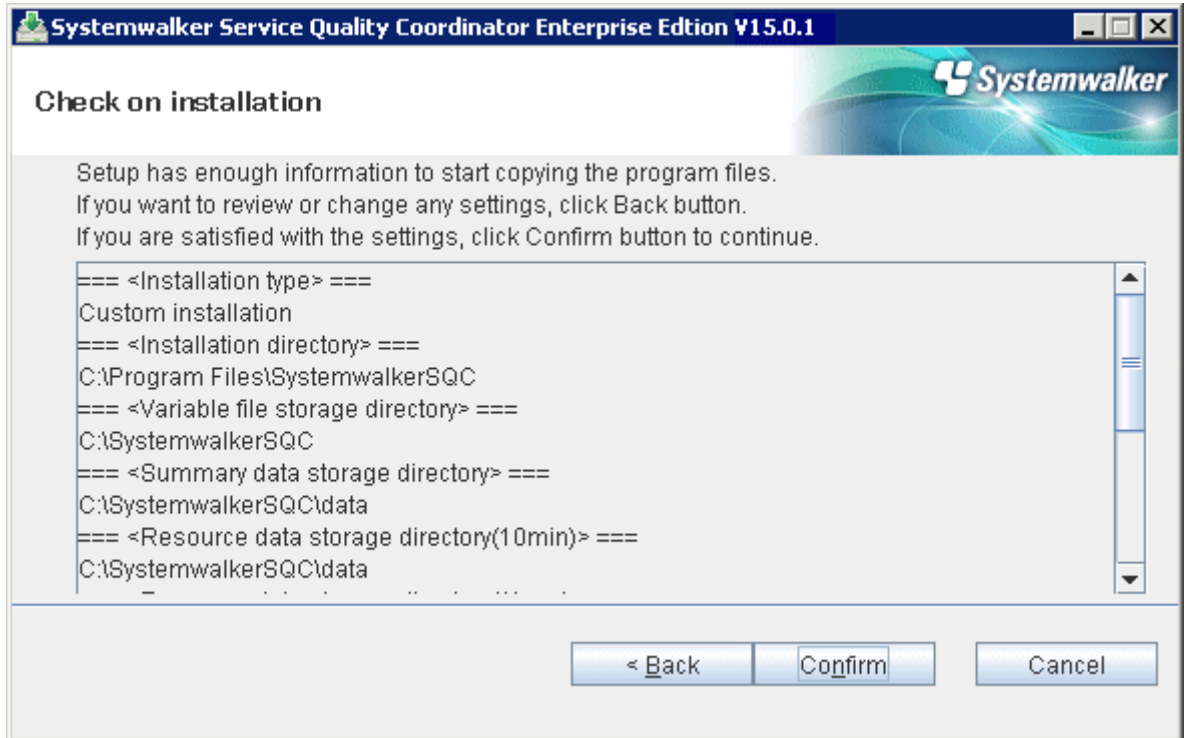 Systemwalker Service Quality Coordinator Enterprise Edtion V15.0.1
Systemwalker
Check on installation
Setup has enough information to start copying the program files.
If you want to review or change any settings, click Back button.
If you are satisfied with the settings, click Confirm button to continue.
=== <Installation type> ===
Custom installation
=== <Installation directory> ===
C:\Program Files\SystemwalkerSQC
=== <Variable file storage directory> ===
C:\SystemwalkerSQC
=== <Summary data storage directory> ===
C:\SystemwalkerSQC\data
=== <Resource data storage directory(10min)> ===
C:\SystemwalkerSQC\data
< Back
Confirm
Cancel